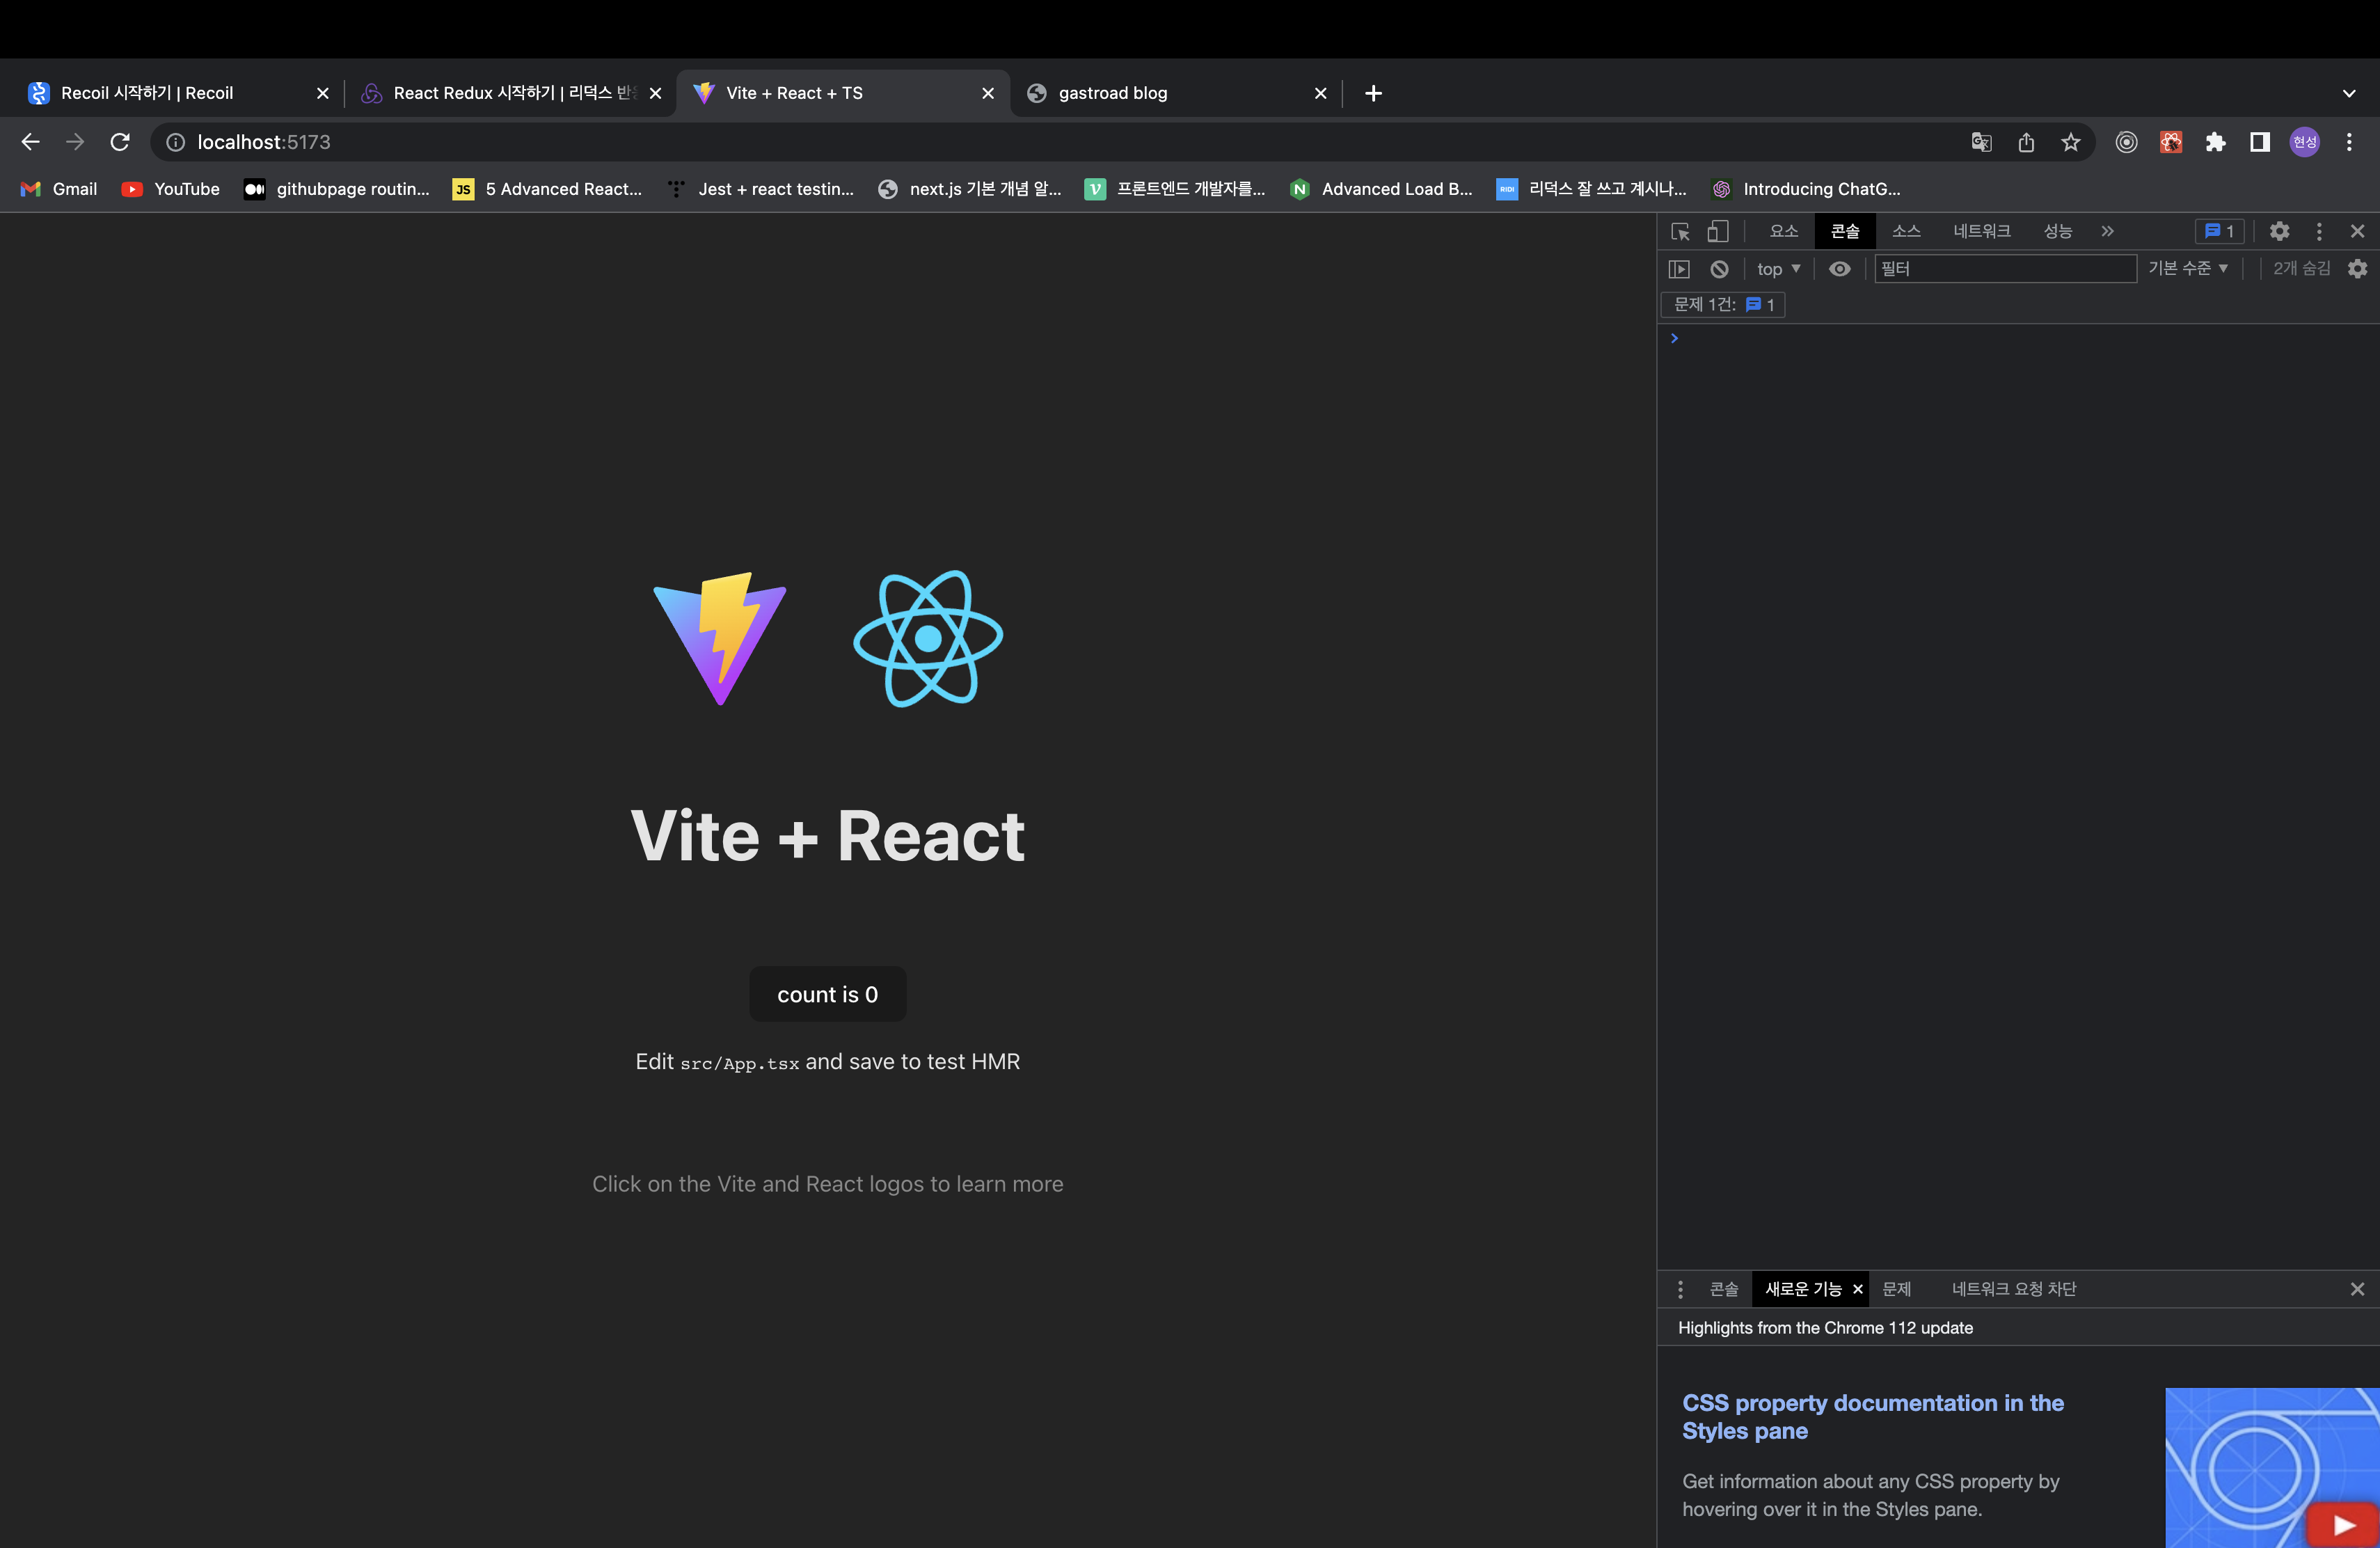 Recoil 시작하기 | Recoil
React Redux 시작하기 | 리덕스 반
Vite + React + TS
gastroad blog
localhost:5173
현성
Gmail
YouTube
githubpage routin...
JS
5 Advanced React...
Jest + react testin...
next.js 기본 개념 알...
프론트엔드 개발자를...
N
Advanced Load B...
RIDI
리덕스 잘 쓰고 계시나...
Introducing ChatG...
요소
콘솔
소스
네트워크
성능
1
top
필터
기본 수준
2개 숨김
문제 1건: 1
Vite + React
count is 0
Edit src/App.tsx and save to test HMR
Click on the Vite and React logos to learn more
콘솔
새로운 기능
문제
네트워크 요청 차단
Highlights from the Chrome 112 update
CSS property documentation in the
Styles pane
Get information about any CSS property by
hovering over it in the Styles pane.